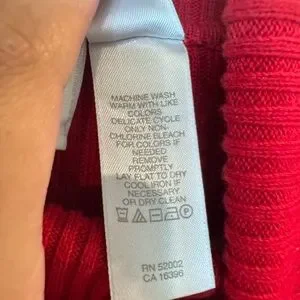 MACHINE WASH
WARM WITH LIKE
COLORS
DELICATE CYCLE
ONLY NON-
CHLORINE BLEACH
FOR COLORS IF
NEEDED
REMOVE
PROMPTLY
LAY FLAT TO DRY
COOL IRON IF
NECESSARY
OR DRY CLEAN
RN 52002
CA 16396